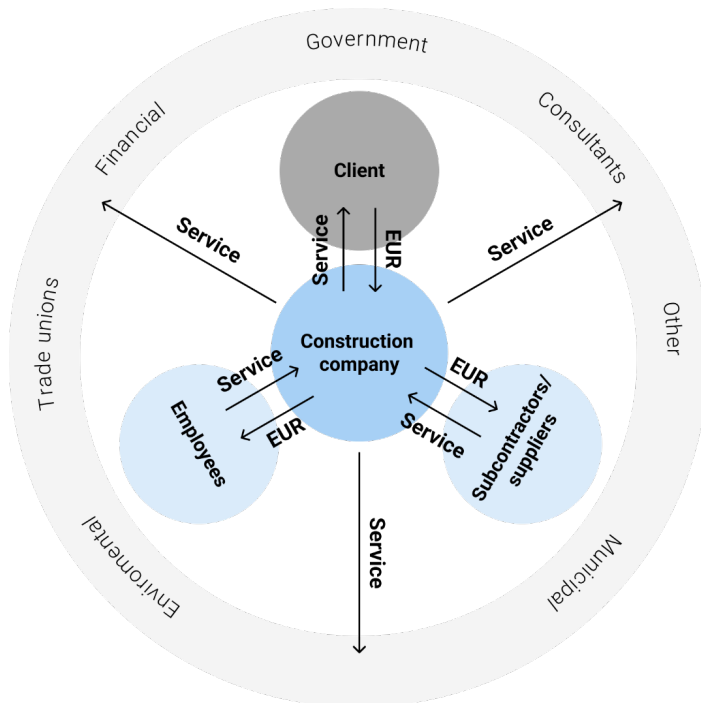 Government
Financial
Consultants
Client
Service
Service
EUR
Service
Trade unions
Other
Construction
company
Service
EUR
EUR
Service
Employees
Subcontractors/
suppliers
Service
Enviromental
Municipal